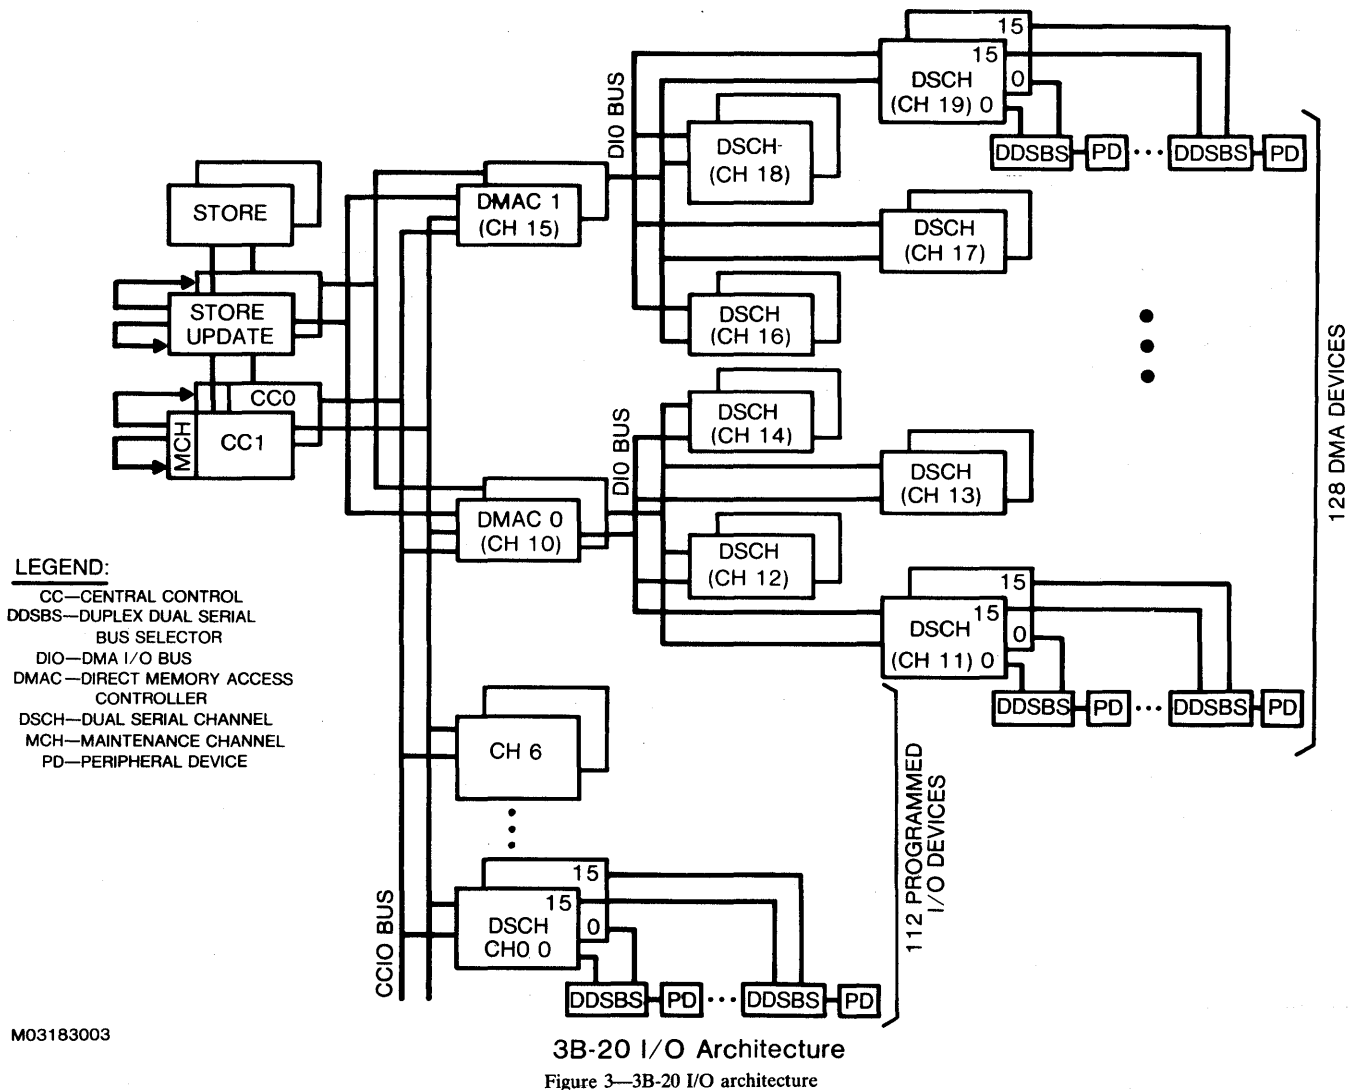 15
15
DSCH
0
(CH 19) 0
DIO BUS
DDSBS
PD
DDSBS
PD
DSCH
(CH 18)
STORE
DMAC 1
(CH 15)
DSCH
(CH 17)
STORE
UPDATE
DSCH
(CH 16)
128 DMA DEVICES
CC0
MCH
CC1
DIO BUS
DSCH
(CH 14)
DSCH
(CH 13)
DMAC 0
(CH 10)
DSCH
(CH 12)
15
15
DSCH
0
(CH 11) 0
DDSBS
PD
DDSBS
PD
LEGEND:
CC—CENTRAL CONTROL
DDSBS—DUPLEX DUAL SERIAL
BUS SELECTOR
DIO—DMA I/O BUS
DMAC—DIRECT MEMORY ACCESS
CONTROLLER
DSCH—DUAL SERIAL CHANNEL
MCH—MAINTENANCE CHANNEL
PD—PERIPHERAL DEVICE
CH 6
112 PROGRAMMED
I/O DEVICES
CCIO BUS
15
15
DSCH
0
CH0 0
DDSBS
PD
DDSBS
PD
M03183003
3B-20 I/O Architecture
Figure 3—3B-20 I/O architecture